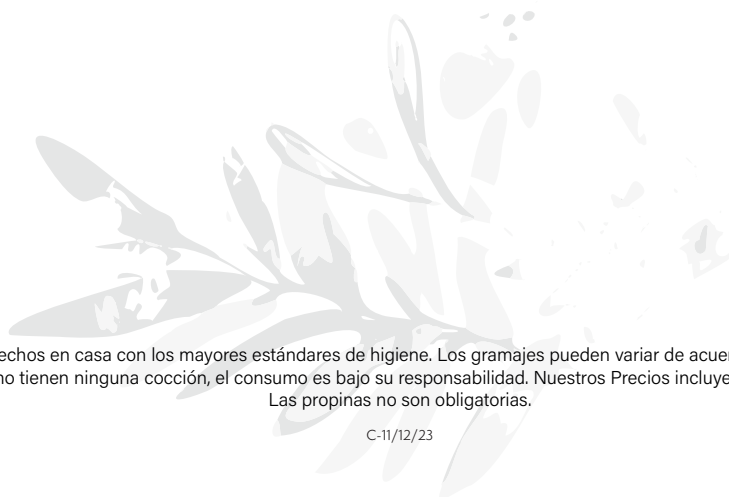 echos en casa con los mayores estándares de higiene. Los gramajes pueden variar de acuer
no tienen ninguna cocción, el consumo es bajo su responsabilidad. Nuestros Precios incluye
Las propinas no son obligatorias.
C-11/12/23